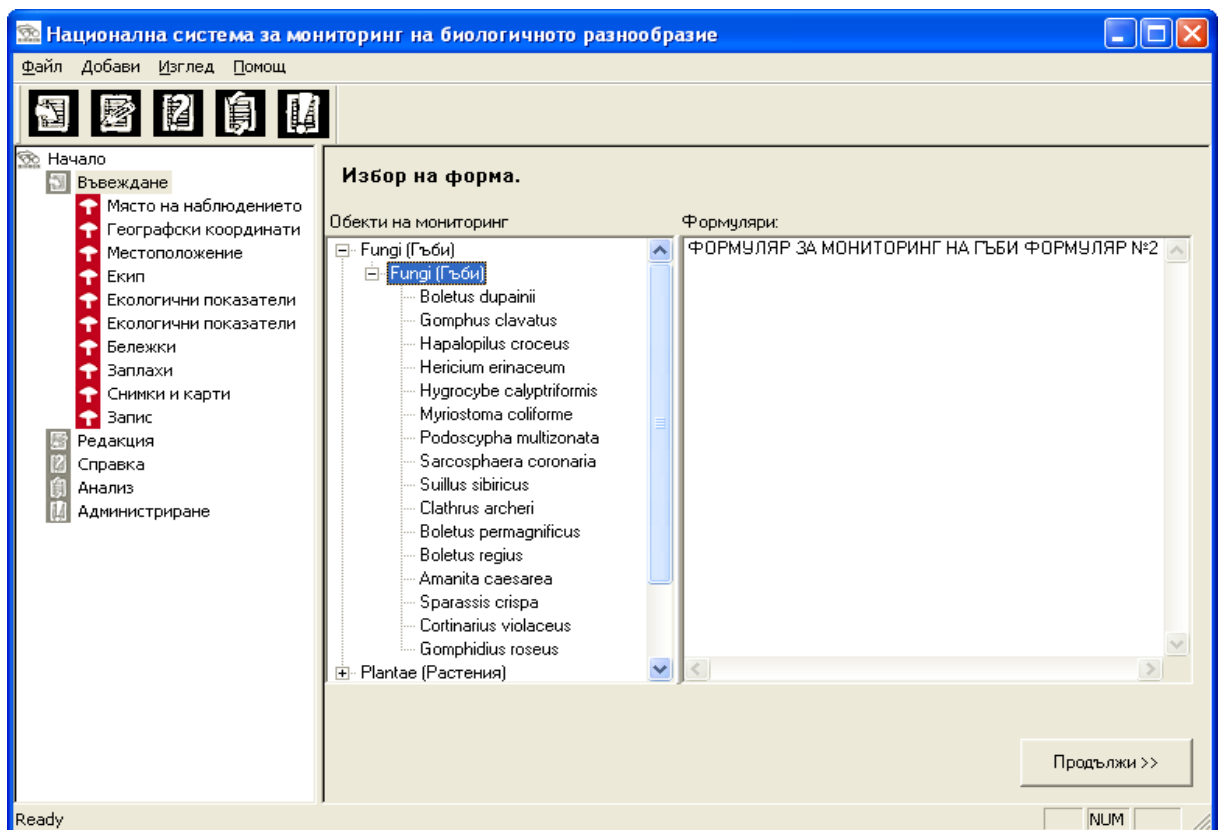 Национална система за мониторинг на биологичното разнообразие
Файл Добави Изглед Помощ
Начало
Въвеждане
Място на наблюдението
Географски координати
Местоположение
Екип
Екологични показатели
Екологични показатели
Бележки
Заплахи
Снимки и карти
Запис
Редакция
Справка
Анализ
Администриране
Избор на форма.
Обекти на мониторинг
Fungi (Гъби)
Fungi (Гъби)
Boletus dupainii
Gomphus clavatus
Hapalopilus croceus
Hericium erinaceum
Hygrocybe calyptriformis
Myriostoma coliforme
Podoscypha multizonata
Sarcosphaera coronaria
Suillus sibiricus
Clathrus archeri
Boletus permagnificus
Boletus regius
Amanita caesarea
Sparassis crispa
Cortinarius violaceus
Gomphidius roseus
Plantae (Растения)
Формуляри:
ФОРМУЛЯР ЗА МОНИТОРИНГ НА ГЪБИ ФОРМУЛЯР №2
Продължи >>
Ready
NUM